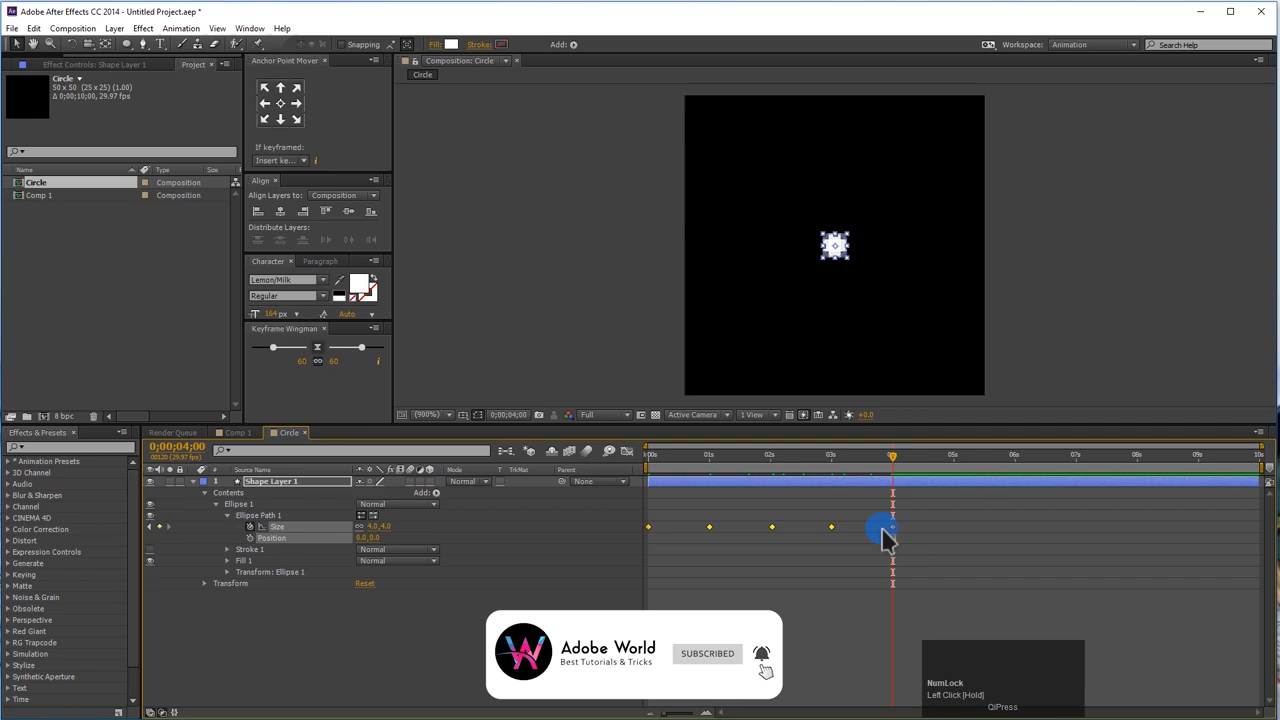 Adobe After Effects CC 2014 - Untitled Project.aep *
File Edit Composition Layer Effect Animation View Window Help
Snapping Fill: Stroke: Add: Workspace: Animation Search Help
Effect Controls: Shape Layer 1 Project
Circle
50 x 50 (25 x 25) (1.00)
Δ 0;00;10;00, 29.97 fps
Name Type Size
Circle Composition
Comp 1 Composition
8 bpc
Anchor Point Mover
If keyframed:
Insert ke...
Align
Align Layers to: Composition
Distribute Layers:
Character Paragraph
Lemon/Milk
Regular
164 px Auto
Keyframe Wingman
60 60
Composition: Circle
Circle
(900%) 0;00;04;00 Full Active Camera 1 View +0.0
Effects & Presets
* Animation Presets
3D Channel
Audio
Blur & Sharpen
Channel
CINEMA 4D
Color Correction
Distort
Expression Controls
Generate
Keying
Matte
Noise & Grain
Obsolete
Perspective
Red Giant
RG Trapcode
Simulation
Stylize
Synthetic Aperture
Text
Time
Render Queue Comp 1 Circle
0;00;04;00
00120 (29.97 fps)
# Source Name Mode T TrkMat Parent
1 Shape Layer 1 Normal None
Contents Add:
Ellipse 1 Normal
Ellipse Path 1
Size 4.0,4.0
Position 0.0,0.0
Stroke 1 Normal
Fill 1 Normal
Transform: Ellipse 1
Transform Reset
:00s 01s 02s 03s 05s 06s 07s 08s 09s 10s
Adobe World
Best Tutorials & Tricks
SUBSCRIBED
NumLock
Left Click [Hold]
QiPress